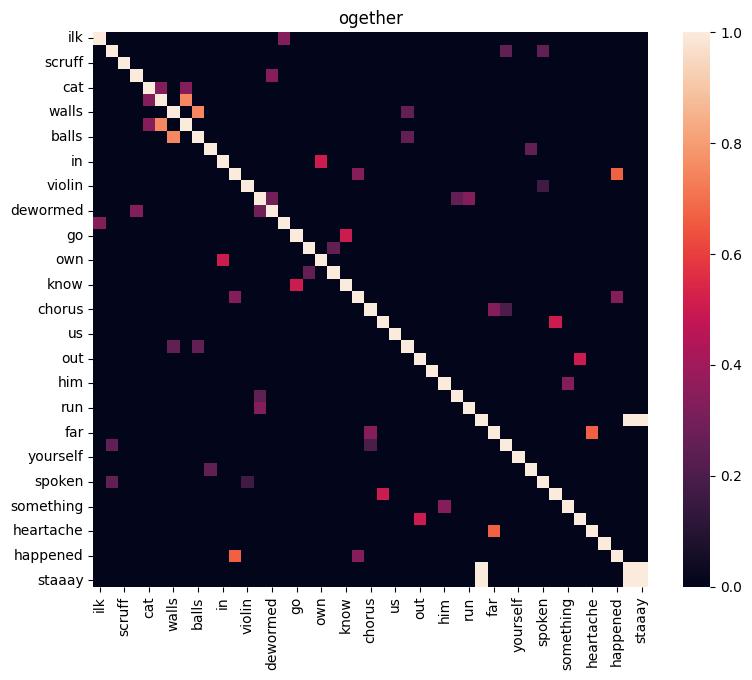 ogether
ilk
scruff
cat
walls
balls
in
violin
dewormed
go
own
know
chorus
us
out
him
run
far
yourself
spoken
something
heartache
happened
staaay
1.0
0.8
0.6
0.4
0.2
0.0
ilk scruff cat walls balls in violin dewormed go own know chorus us out him run far yourself spoken something heartache happened staaay